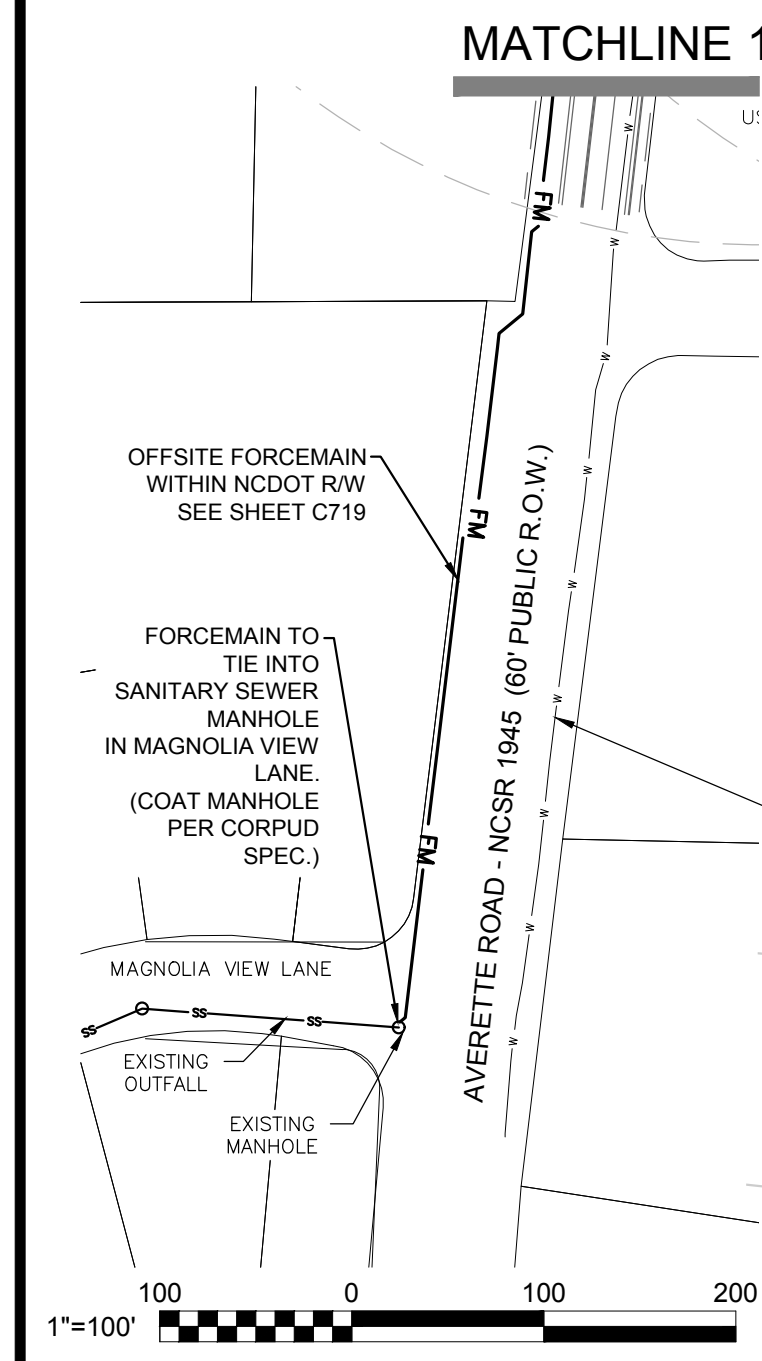 MATCHLINE 1
US
FM
OFFSITE FORCEMAIN
WITHIN NCDOT R/W
SEE SHEET C719
FM
FORCEMAIN TO
TIE INTO
SANITARY SEWER
MANHOLE
IN MAGNOLIA VIEW
LANE.
(COAT MANHOLE
PER CORPUD
SPEC.)
FM
AVERETTE ROAD - NCSR 1945 (60' PUBLIC R.O.W.)
W
W
W
W
W
W
W
W
W
MAGNOLIA VIEW LANE
SS
SS
SS
EXISTING
OUTFALL
EXISTING
MANHOLE
100 0 100 200
1"=100'